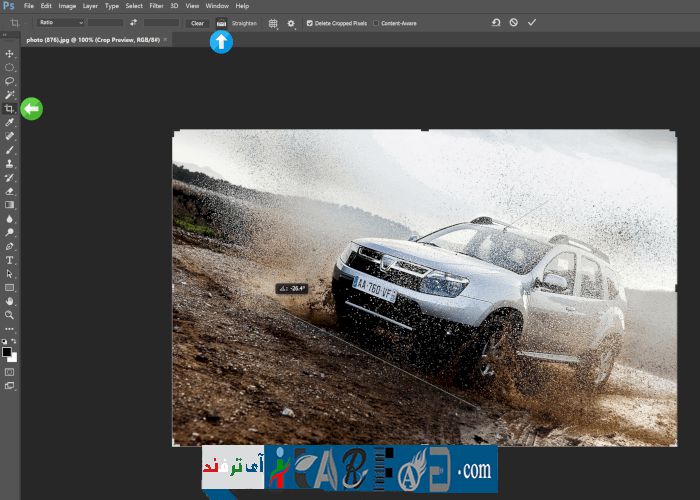 Ps File Edit Image Layer Type Select Filter 3D View Window Help
Ratio Clear Straighten Delete Cropped Pixels Content-Aware
photo (876).jpg @ 100% (Crop Preview, RGB/8#) ×
-26.4°
AA-760 VF
آی ترفند
.com